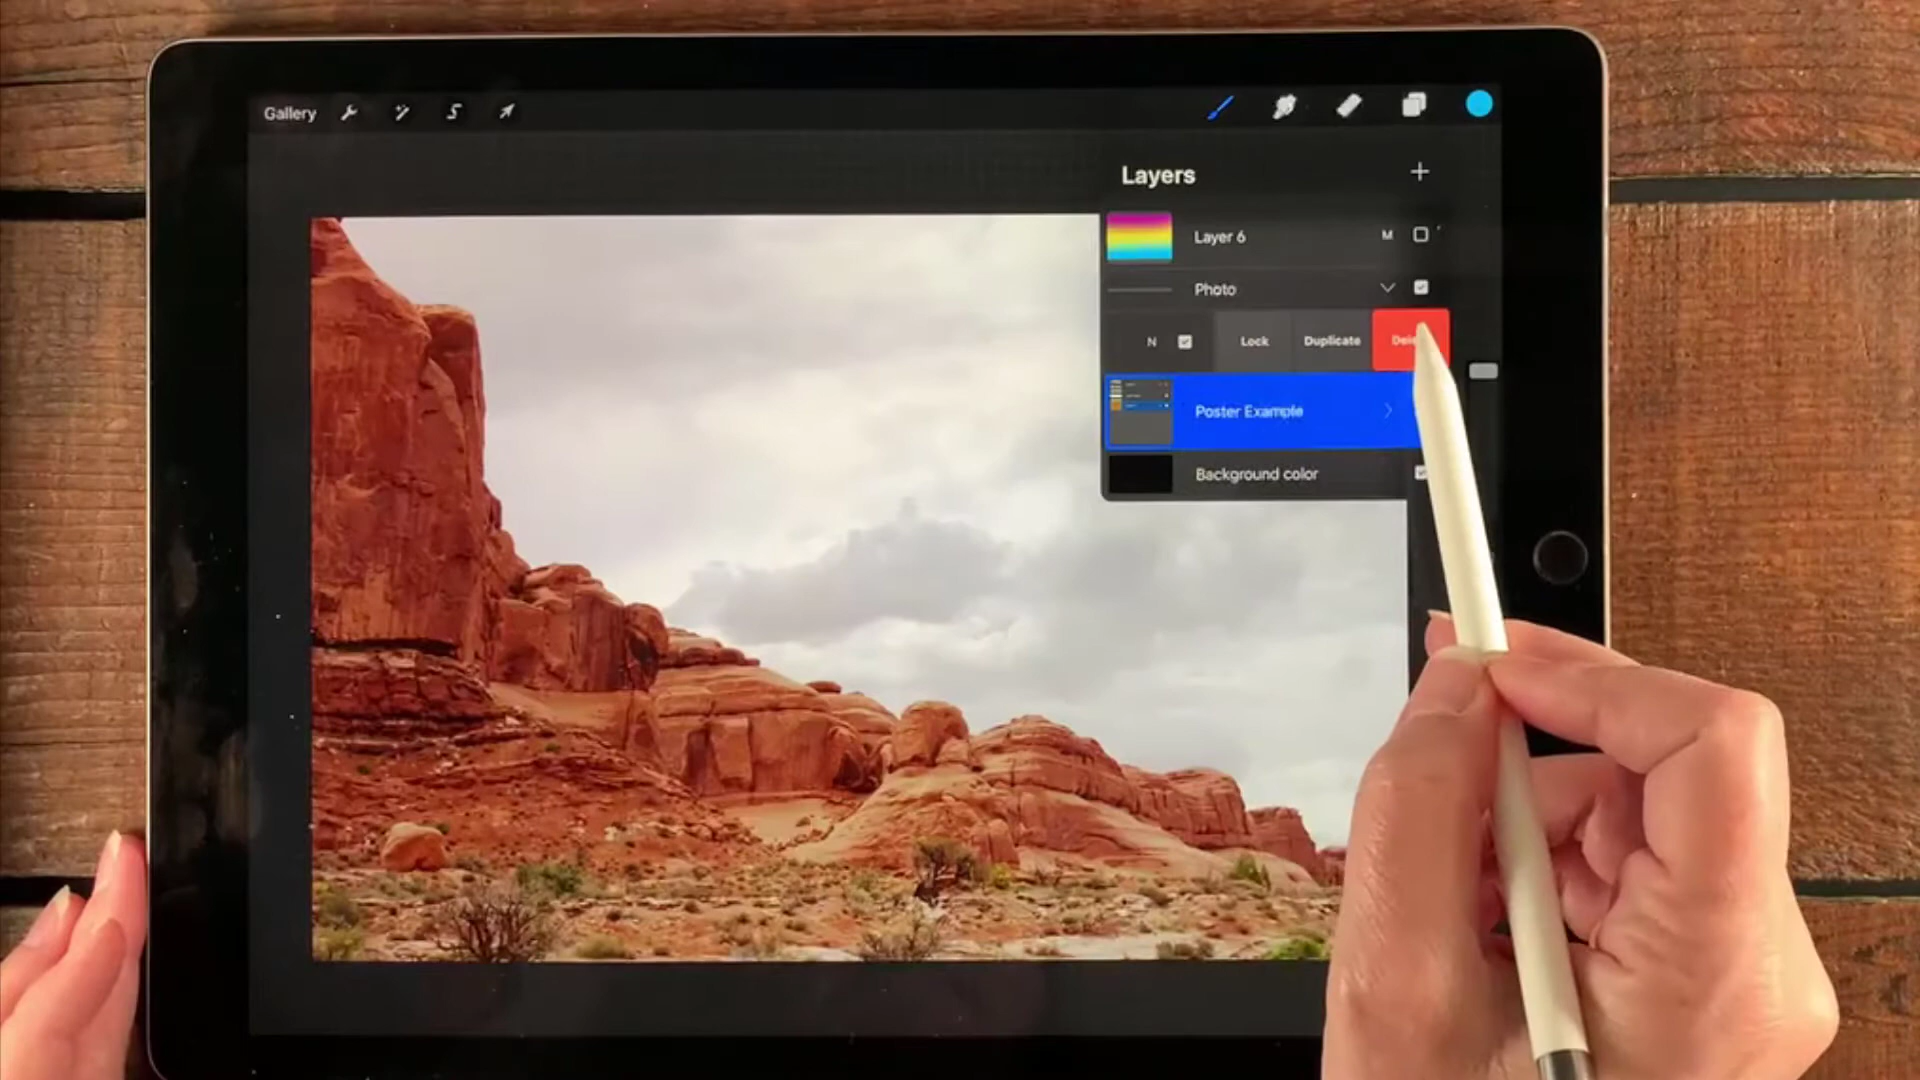 Gallery
Layers
Layer 6 M
Photo
N Lock Duplicate
Poster Example
Background color